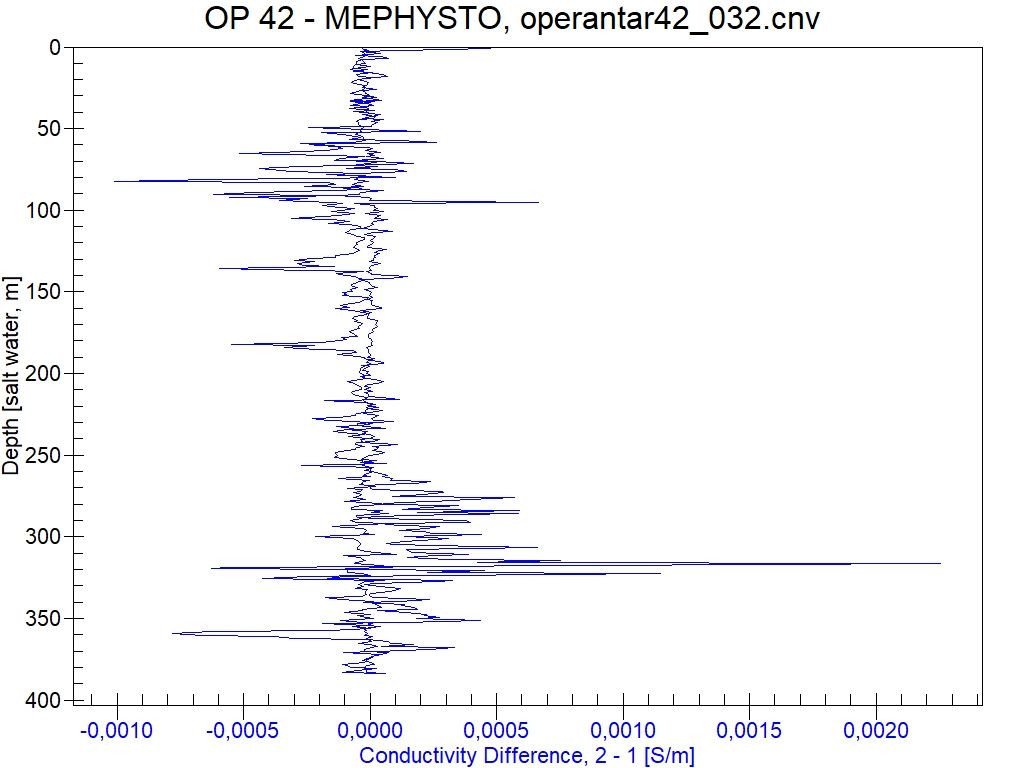 OP 42 - MEPHYSTO, operantar42_032.cnv
0
50
100
150
200
250
300
350
400
Depth [salt water, m]
-0,0010 -0,0005 0,0000 0,0005 0,0010 0,0015 0,0020
Conductivity Difference, 2 - 1 [S/m]